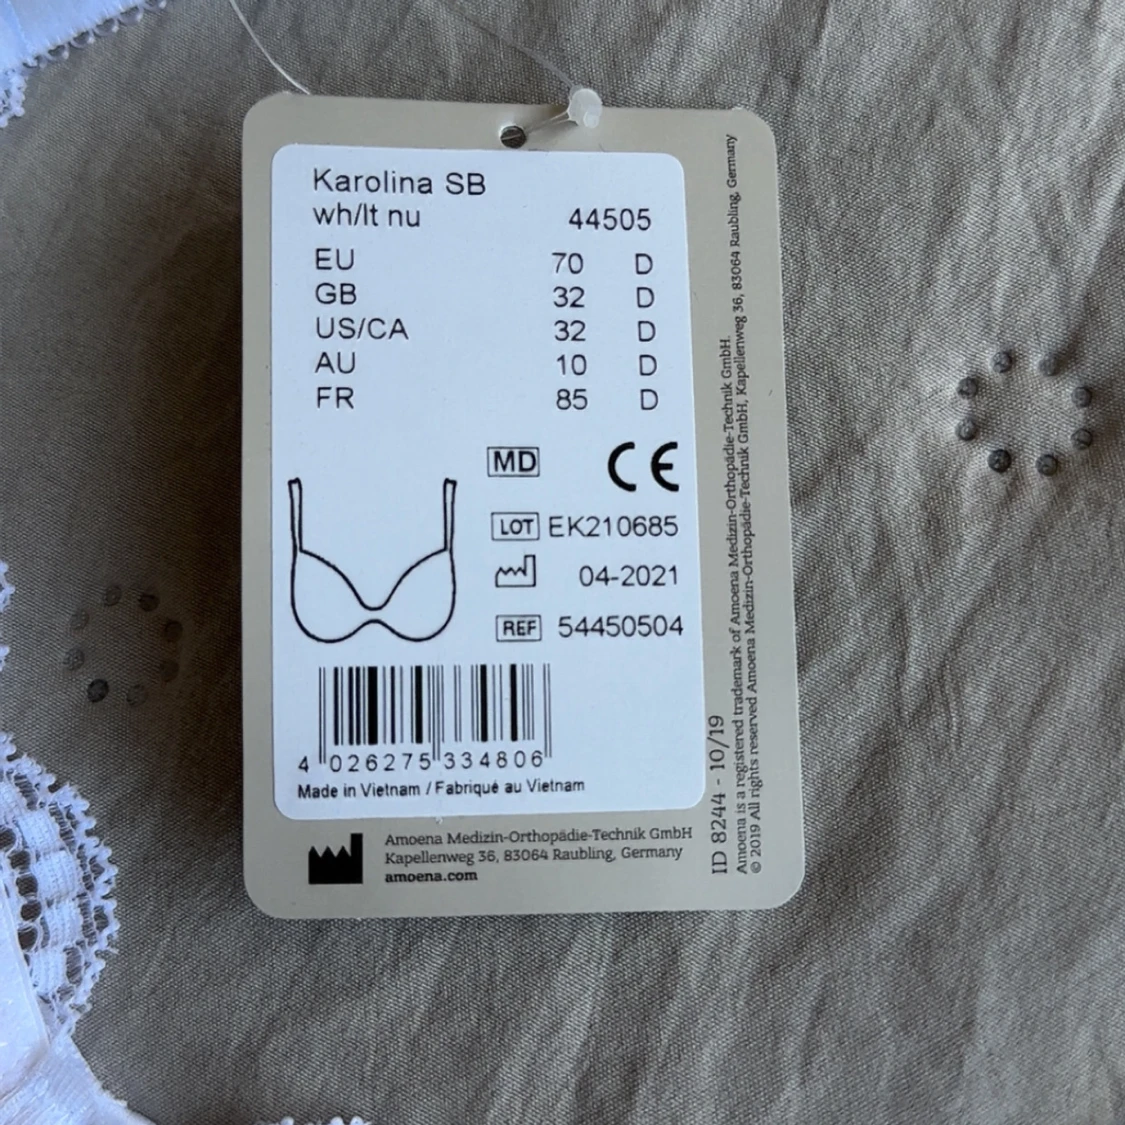 Karolina SB
wh/lt nu 44505
EU 70 D
GB 32 D
US/CA 32 D
AU 10 D
FR 85 D
MD CE
LOT EK210685
04-2021
REF 54450504
4 026275 334806
Made in Vietnam / Fabriqué au Vietnam
Amoena Medizin-Orthopädie-Technik GmbH
Kapellenweg 36, 83064 Raubling, Germany
amoena.com
ID 8244 - 10/19
Amoena is a registered trademark of Amoena Medizin-Orthopädie-Technik GmbH.
© 2019 All rights reserved Amoena Medizin-Orthopädie-Technik GmbH, Kapellenweg 36, 83064 Raubling, Germany